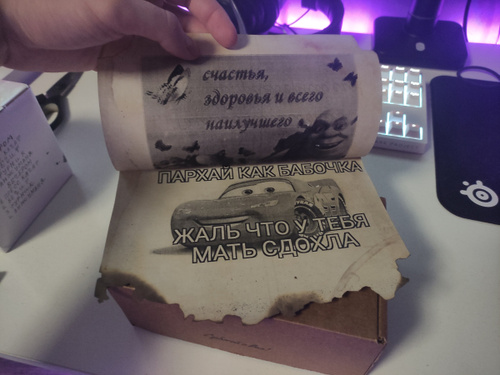 счастья,
здоровья и всего
наилучшего
ПАРХАЙ КАК БАБОЧКА
ЖАЛЬ ЧТО У ТЕБЯ
МАТЬ СДОХЛА